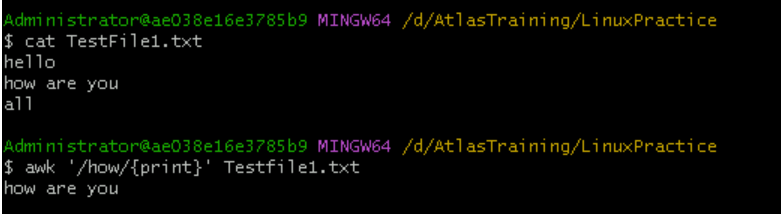 Administrator@ae038e16e3785b9 MINGW64 /d/AtlasTraining/LinuxPractice
$ cat TestFile1.txt
hello
how are you
all
Administrator@ae038e16e3785b9 MINGW64 /d/AtlasTraining/LinuxPractice
$ awk '/how/{print}' Testfile1.txt
how are you